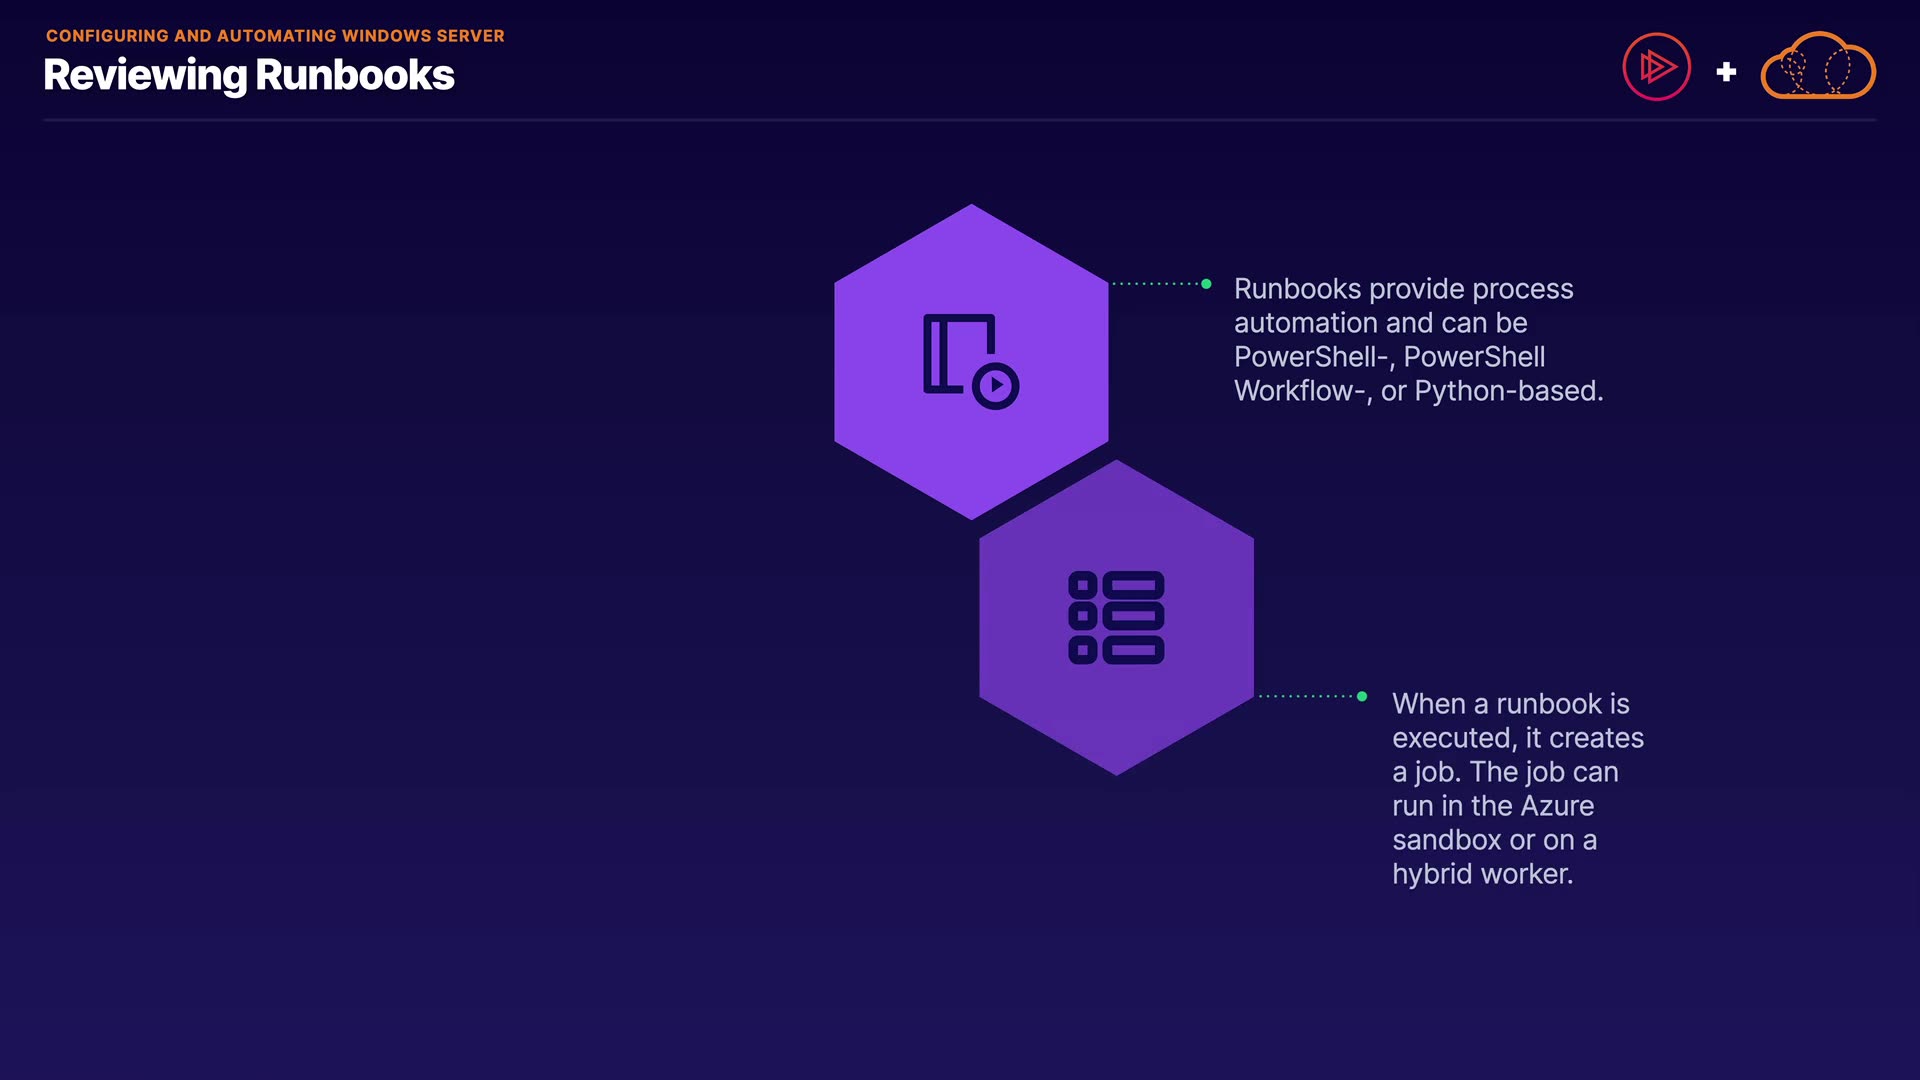 CONFIGURING AND AUTOMATING WINDOWS SERVER
Reviewing Runbooks
Runbooks provide process
automation and can be
PowerShell-, PowerShell
Workflow-, or Python-based.
When a runbook is
executed, it creates
a job. The job can
run in the Azure
sandbox or on a
hybrid worker.